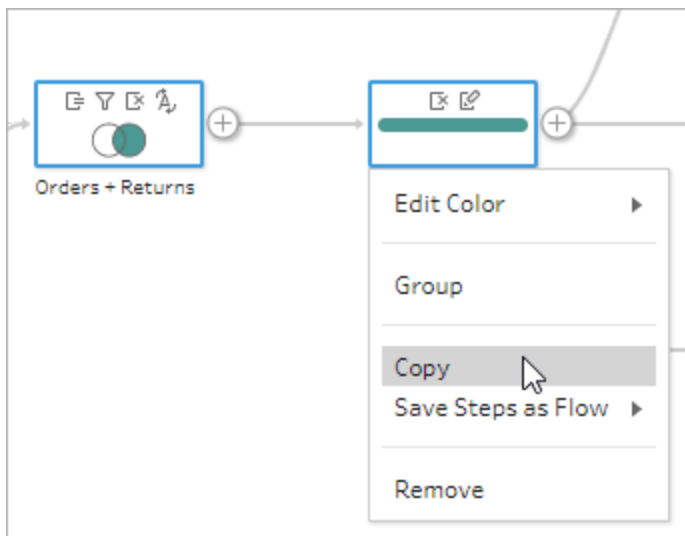 Orders + Returns
Edit Color
Group
Copy
Save Steps as Flow
Remove